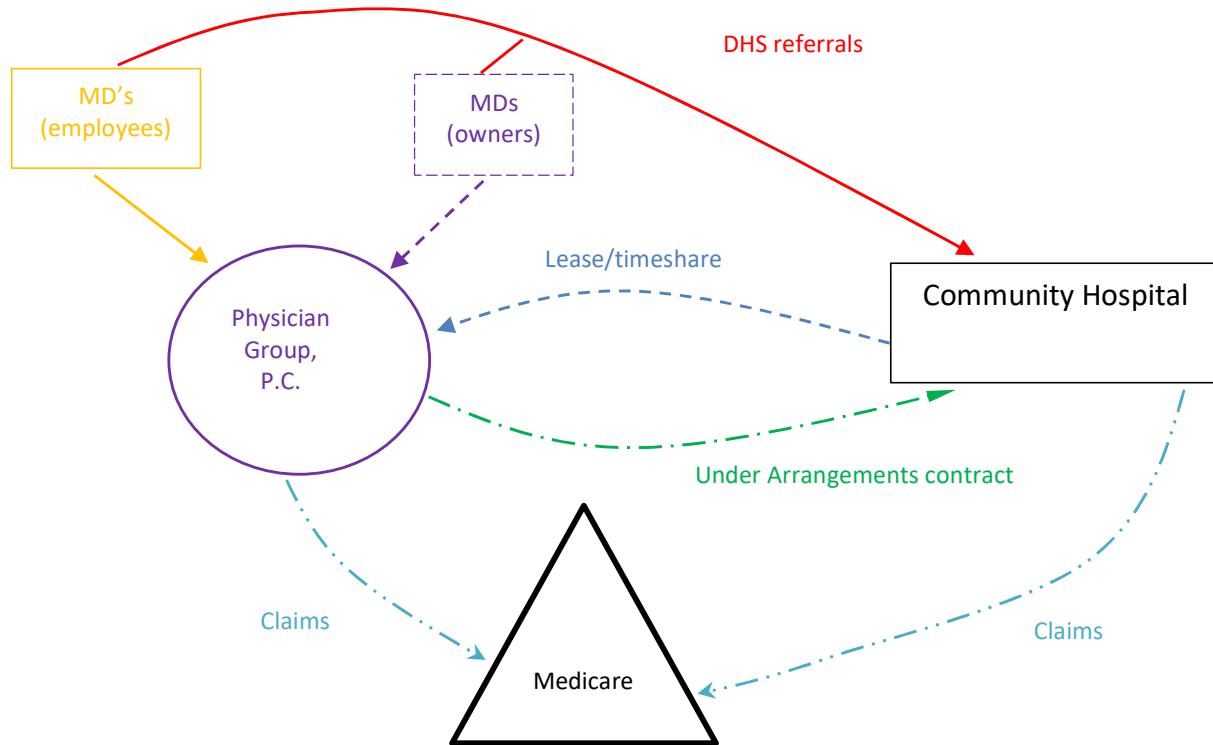 DHS referrals
MD's
(employees)
MDs
(owners)
Lease/timeshare
Community Hospital
Physician
Group,
P.C.
Under Arrangements contract
Claims
Claims
Medicare